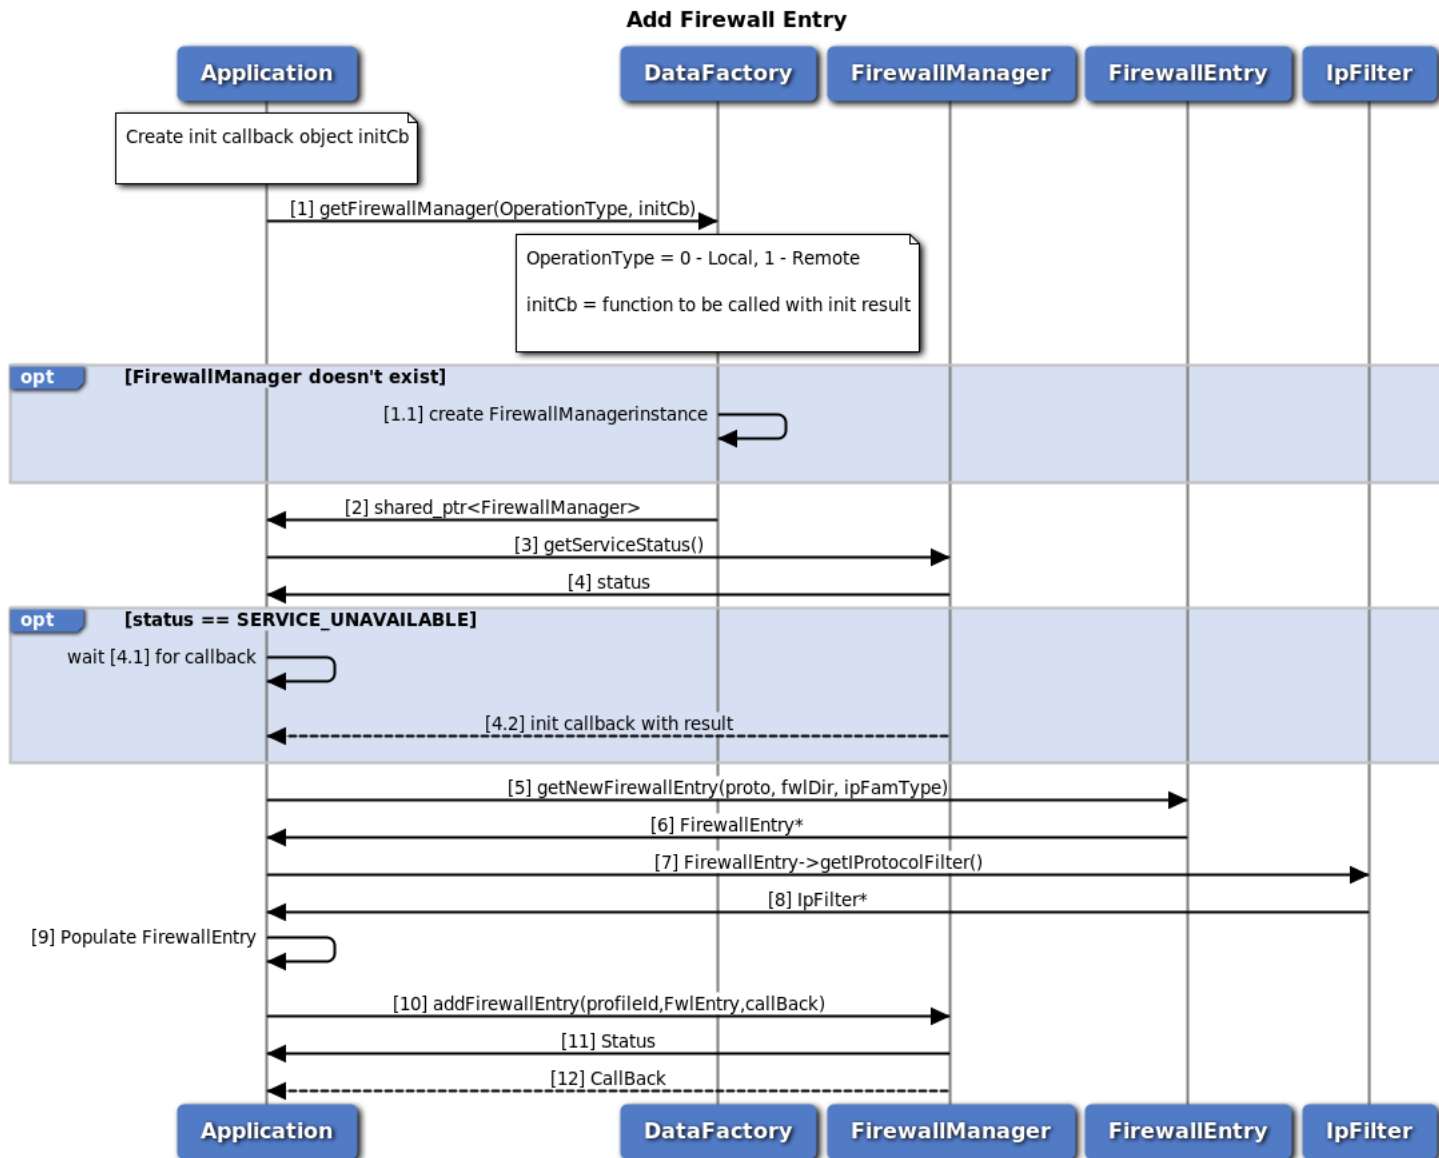 Add Firewall Entry
Application
DataFactory
FirewallManager
FirewallEntry
IpFilter
Create init callback object initCb
[1] getFirewallManager(OperationType, initCb)
OperationType = 0 - Local, 1 - Remote
initCb = function to be called with init result
opt
[FirewallManager doesn't exist]
[1.1] create FirewallManagerinstance
[2] shared_ptr<FirewallManager>
[3] getServiceStatus()
[4] status
opt
[status == SERVICE_UNAVAILABLE]
wait [4.1] for callback
[4.2] init callback with result
[5] getNewFirewallEntry(proto, fwlDir, ipFamType)
[6] FirewallEntry*
[7] FirewallEntry->getIProtocolFilter()
[8] IpFilter*
[9] Populate FirewallEntry
[10] addFirewallEntry(profileId,FwlEntry,callBack)
[11] Status
[12] CallBack
Application
DataFactory
FirewallManager
FirewallEntry
IpFilter